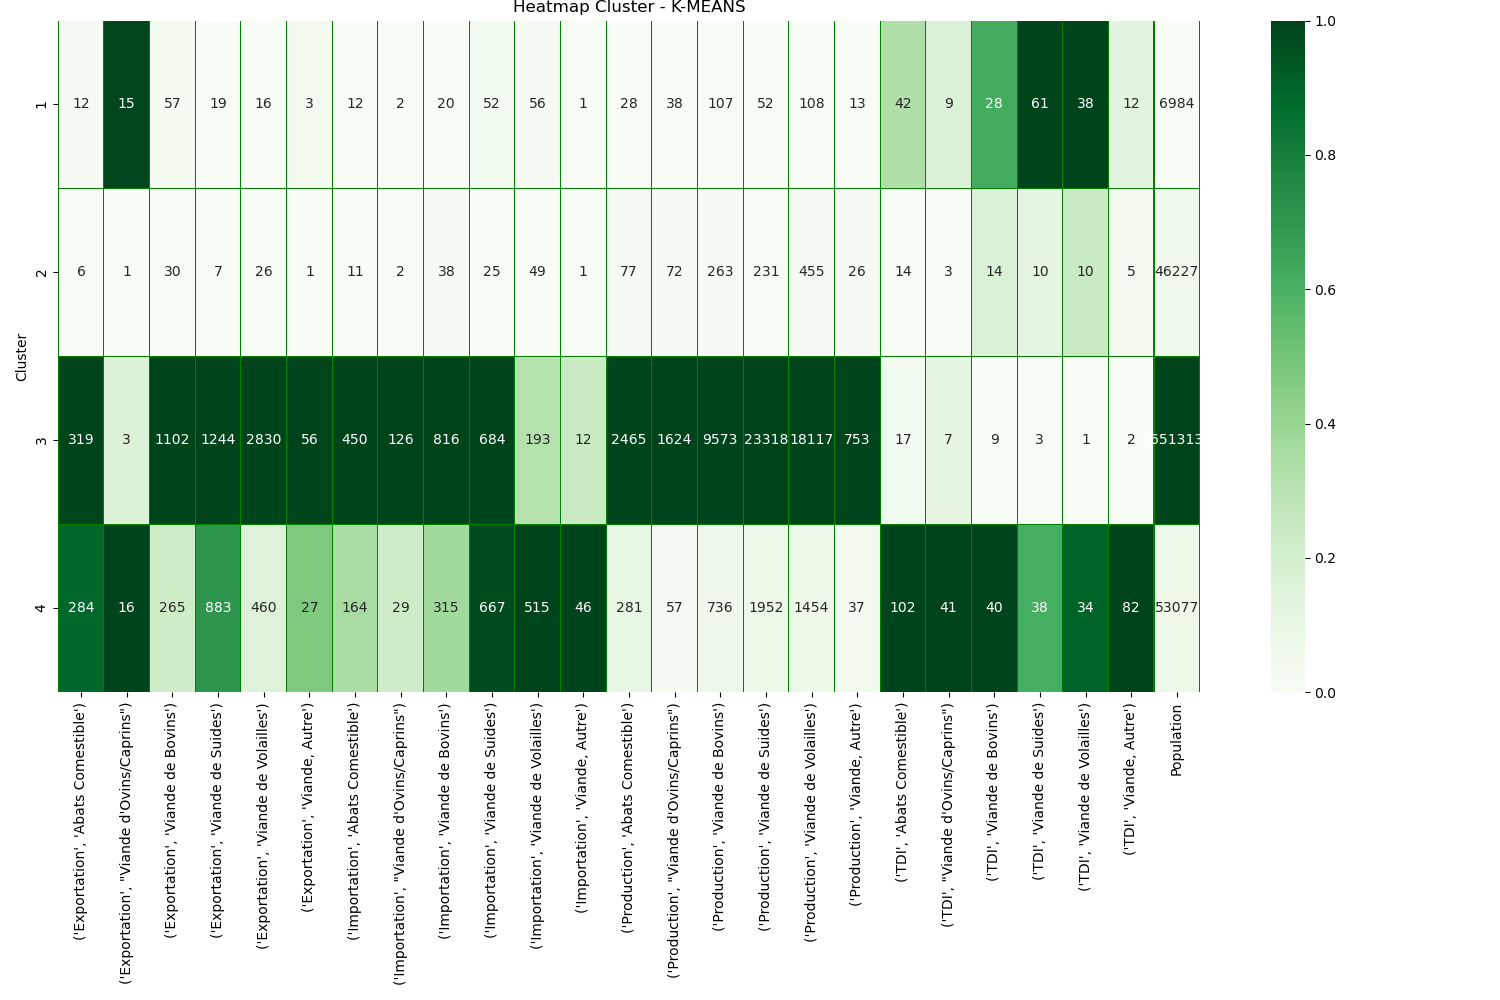 Heatmap Cluster - K-MEANS
1 12 15 57 19 16 3 12 2 20 52 56 1 28 38 107 52 108 13 42 9 28 61 38 12 6984
2 6 1 30 7 26 1 11 2 38 25 49 1 77 72 263 231 455 26 14 3 14 10 10 5 46227
3 319 3 1102 1244 2830 56 450 126 816 684 193 12 2465 1624 9573 23318 18117 753 17 7 9 3 1 2
4 284 16 265 883 460 27 164 29 315 667 515 46 281 57 736 1952 1454 37 102 41 40 38 34 82 53077
Cluster
('Exportation', 'Abats Comestible')
('Exportation', "Viande d'Ovins/Caprins")
('Exportation', 'Viande de Bovins')
('Exportation', 'Viande de Suides')
('Exportation', 'Viande de Volailles')
('Exportation', 'Viande, Autre')
('Importation', 'Abats Comestible')
('Importation', "Viande d'Ovins/Caprins")
('Importation', 'Viande de Bovins')
('Importation', 'Viande de Suides')
('Importation', 'Viande de Volailles')
('Importation', 'Viande, Autre')
('Production', 'Abats Comestible')
('Production', "Viande d'Ovins/Caprins")
('Production', 'Viande de Bovins')
('Production', 'Viande de Suides')
('Production', 'Viande de Volailles')
('Production', 'Viande, Autre')
('TDI', 'Abats Comestible')
('TDI', "Viande d'Ovins/Caprins")
('TDI', 'Viande de Bovins')
('TDI', 'Viande de Suides')
('TDI', 'Viande de Volailles')
('TDI', 'Viande, Autre')
Population
1.0
0.8
0.6
0.4
0.2
0.0